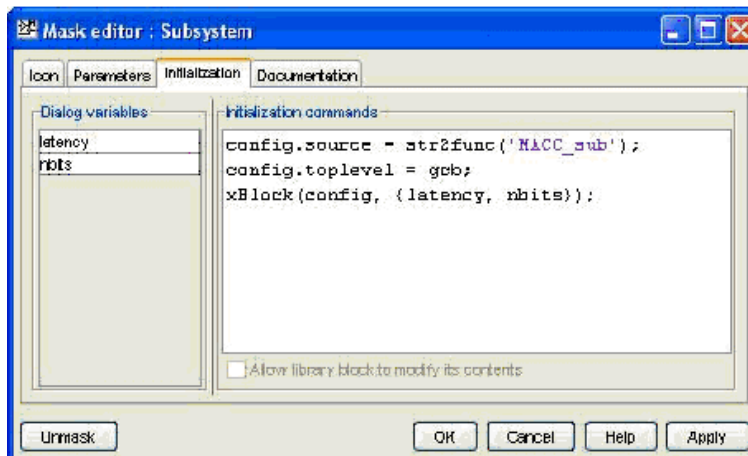 Mask editor : Subsystem
Icon Parameters Initialization Documentation
Dialog variables
latency
nbits
Initialization commands
config.source = str2func('MACC_sub');
config.toplevel = gcb;
xBlock(config, {latency, nbits});
Allow library block to modify its contents
Unmask OK Cancel Help Apply